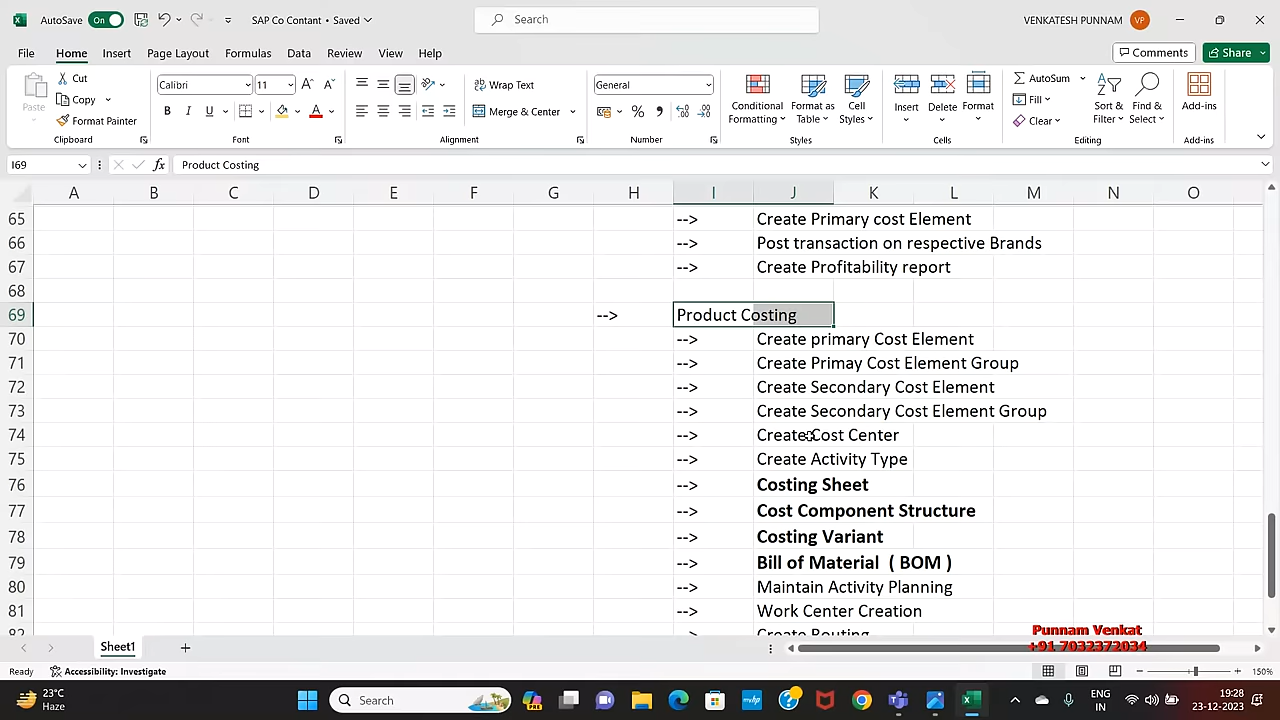 AutoSave On SAP Co Contant • Saved Search VENKATESH PUNNAM VP
File Home Insert Page Layout Formulas Data Review View Help Comments Share
Paste Cut Copy Format Painter Clipboard
Calibri 11 A A B I U A Font
ab Wrap Text Merge & Center Alignment
General % , Number
Conditional Formatting Format as Table Cell Styles Styles
Insert Delete Format Cells
AutoSum Fill Clear Sort & Filter Find & Select Editing
Add-ins Add-ins
I69 fx Product Costing
A B C D E F G H I J K L M N O
65 --> Create Primary cost Element
66 --> Post transaction on respective Brands
67 --> Create Profitability report
68
69 --> Product Costing
70 --> Create primary Cost Element
71 --> Create Primay Cost Element Group
72 --> Create Secondary Cost Element
73 --> Create Secondary Cost Element Group
74 --> Create Cost Center
75 --> Create Activity Type
76 --> Costing Sheet
77 --> Cost Component Structure
78 --> Costing Variant
79 --> Bill of Material ( BOM )
80 --> Maintain Activity Planning
81 --> Work Center Creation
82 --> Create Routing
Punnam Venkat
+91 7032372034
Sheet1
Ready Accessibility: Investigate 150%
23°C Haze Search ENG IN 19:28 23-12-2023